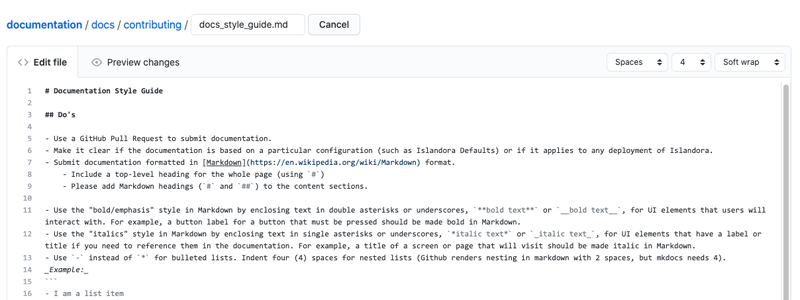 documentation / docs / contributing / docs_style_guide.md Cancel
<> Edit file Preview changes Spaces 4 Soft wrap
1 # Documentation Style Guide
2
3 ## Do's
4
5 - Use a GitHub Pull Request to submit documentation.
6 - Make it clear if the documentation is based on a particular configuration (such as Islandora Defaults) or if it applies to any deployment of Islandora.
7 - Submit documentation formatted in [Markdown](https://en.wikipedia.org/wiki/Markdown) format.
8 - Include a top-level heading for the whole page (using `#`)
9 - Please add Markdown headings (`#` and `##`) to the content sections.
10
11 - Use the "bold/emphasis" style in Markdown by enclosing text in double asterisks or underscores, `**bold text**` or `__bold text__`, for UI elements that users will
interact with. For example, a button label for a button that must be pressed should be made bold in Markdown.
12 - Use the "italics" style in Markdown by enclosing text in single asterisks or underscores, `*italic text*` or `_italic text_`, for UI elements that have a label or
title if you need to reference them in the documentation. For example, a title of a screen or page that will visit should be made italic in Markdown.
13 - Use `-` instead of `*` for bulleted lists. Indent four (4) spaces for nested lists (Github renders nesting in markdown with 2 spaces, but mkdocs needs 4).
14 _Example:_
15 ```
16 - I am a list item